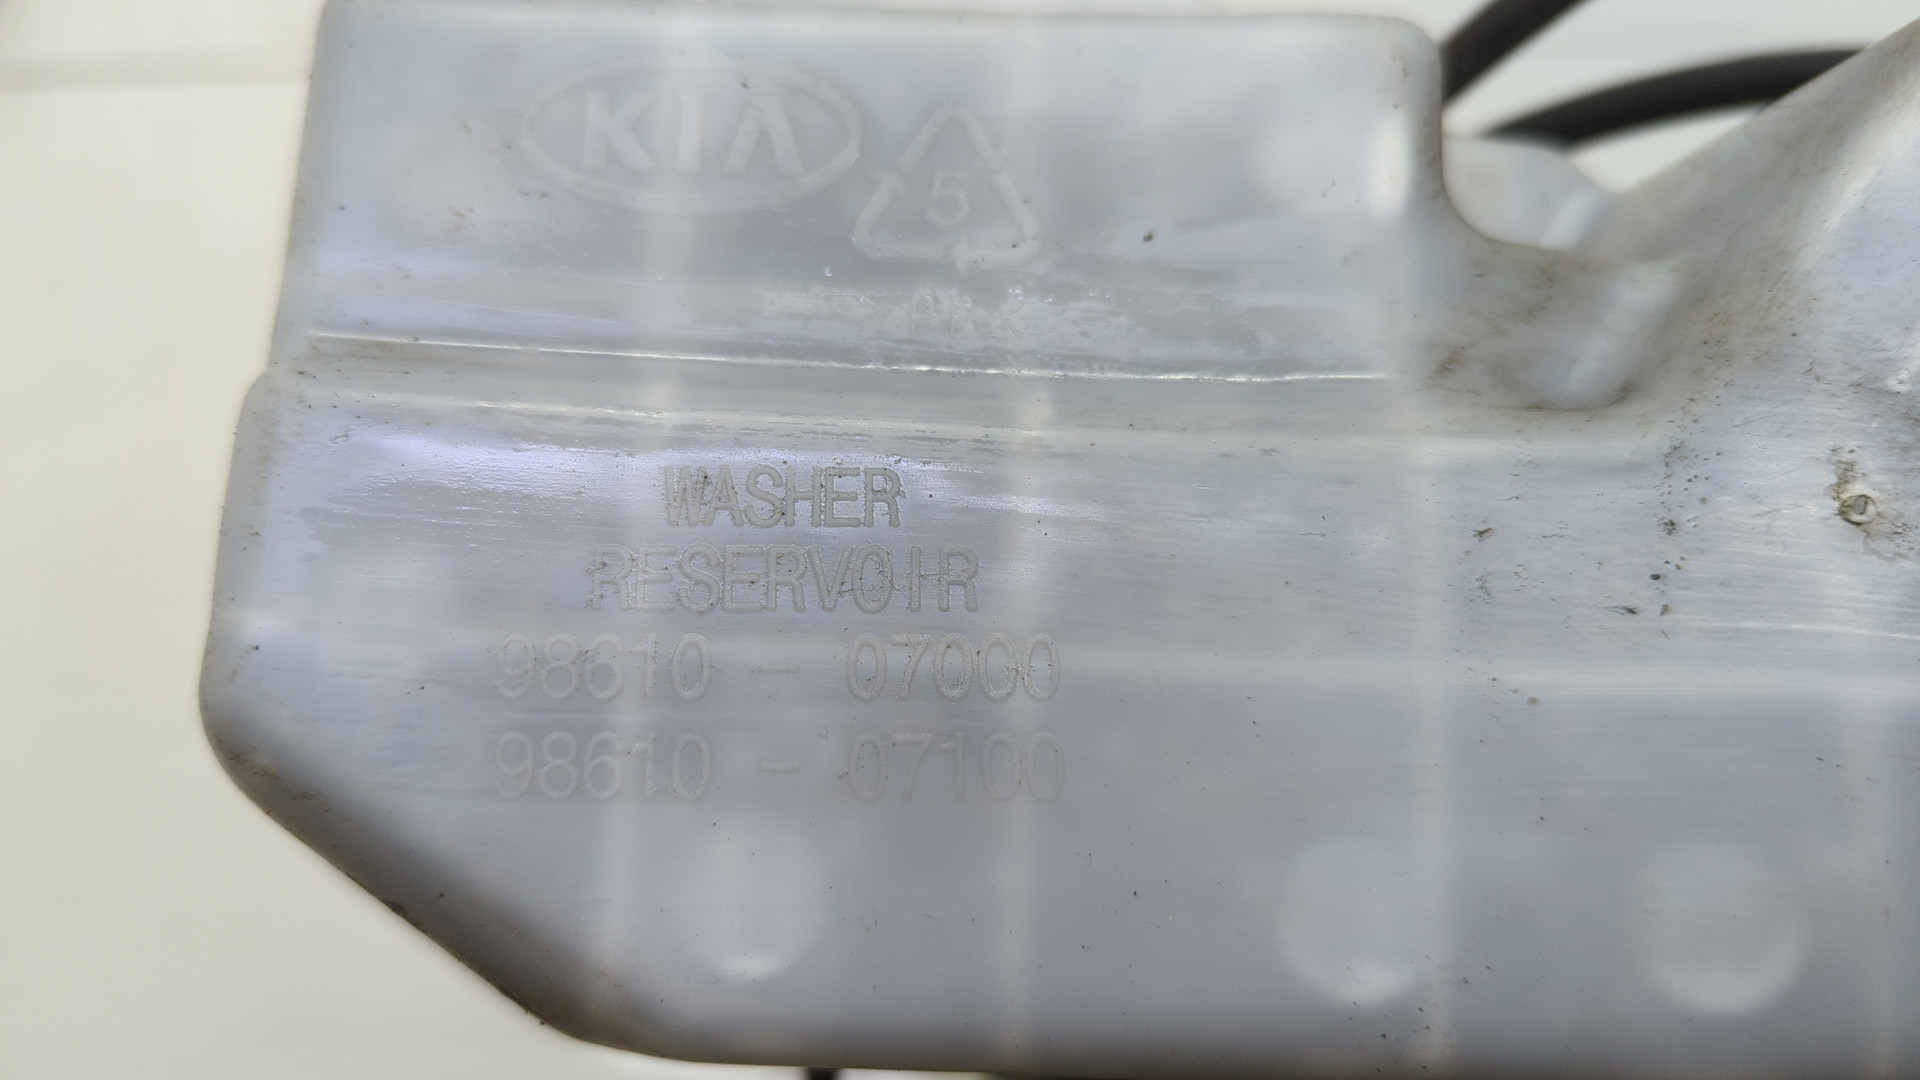 KIA
5
WASHER
RESERVOIR
98610 - 07000
98610 - 07100